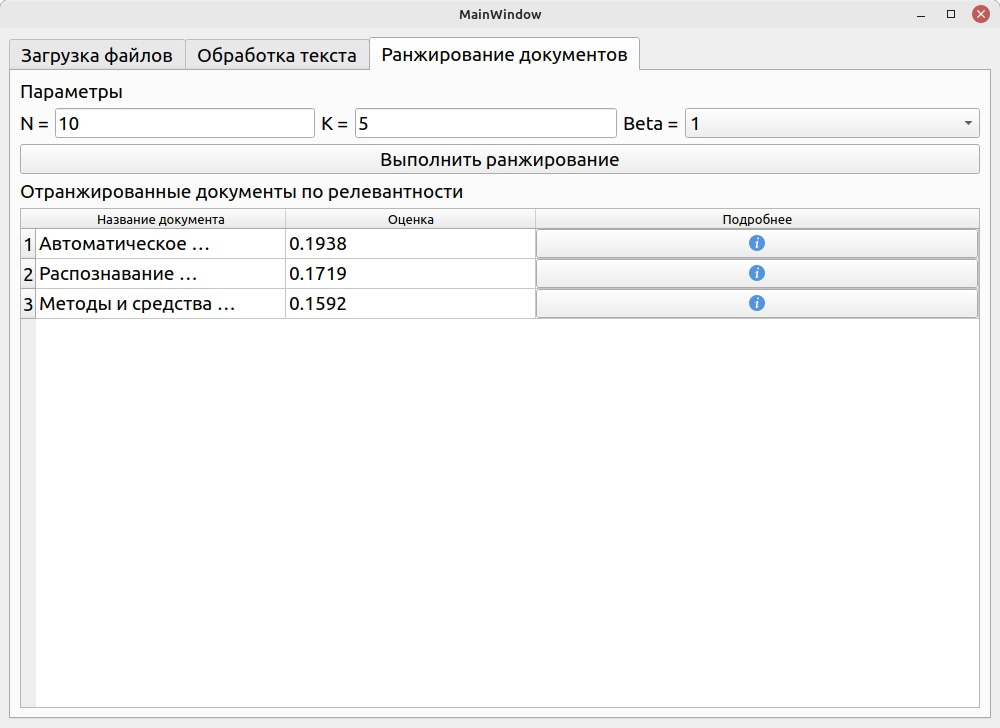 MainWindow
Загрузка файлов Обработка текста Ранжирование документов
Параметры
N = 10 K = 5 Beta = 1
Выполнить ранжирование
Отранжированные документы по релевантности
Название документа Оценка Подробнее
1 Автоматическое … 0.1938
2 Распознавание … 0.1719
3 Методы и средства … 0.1592